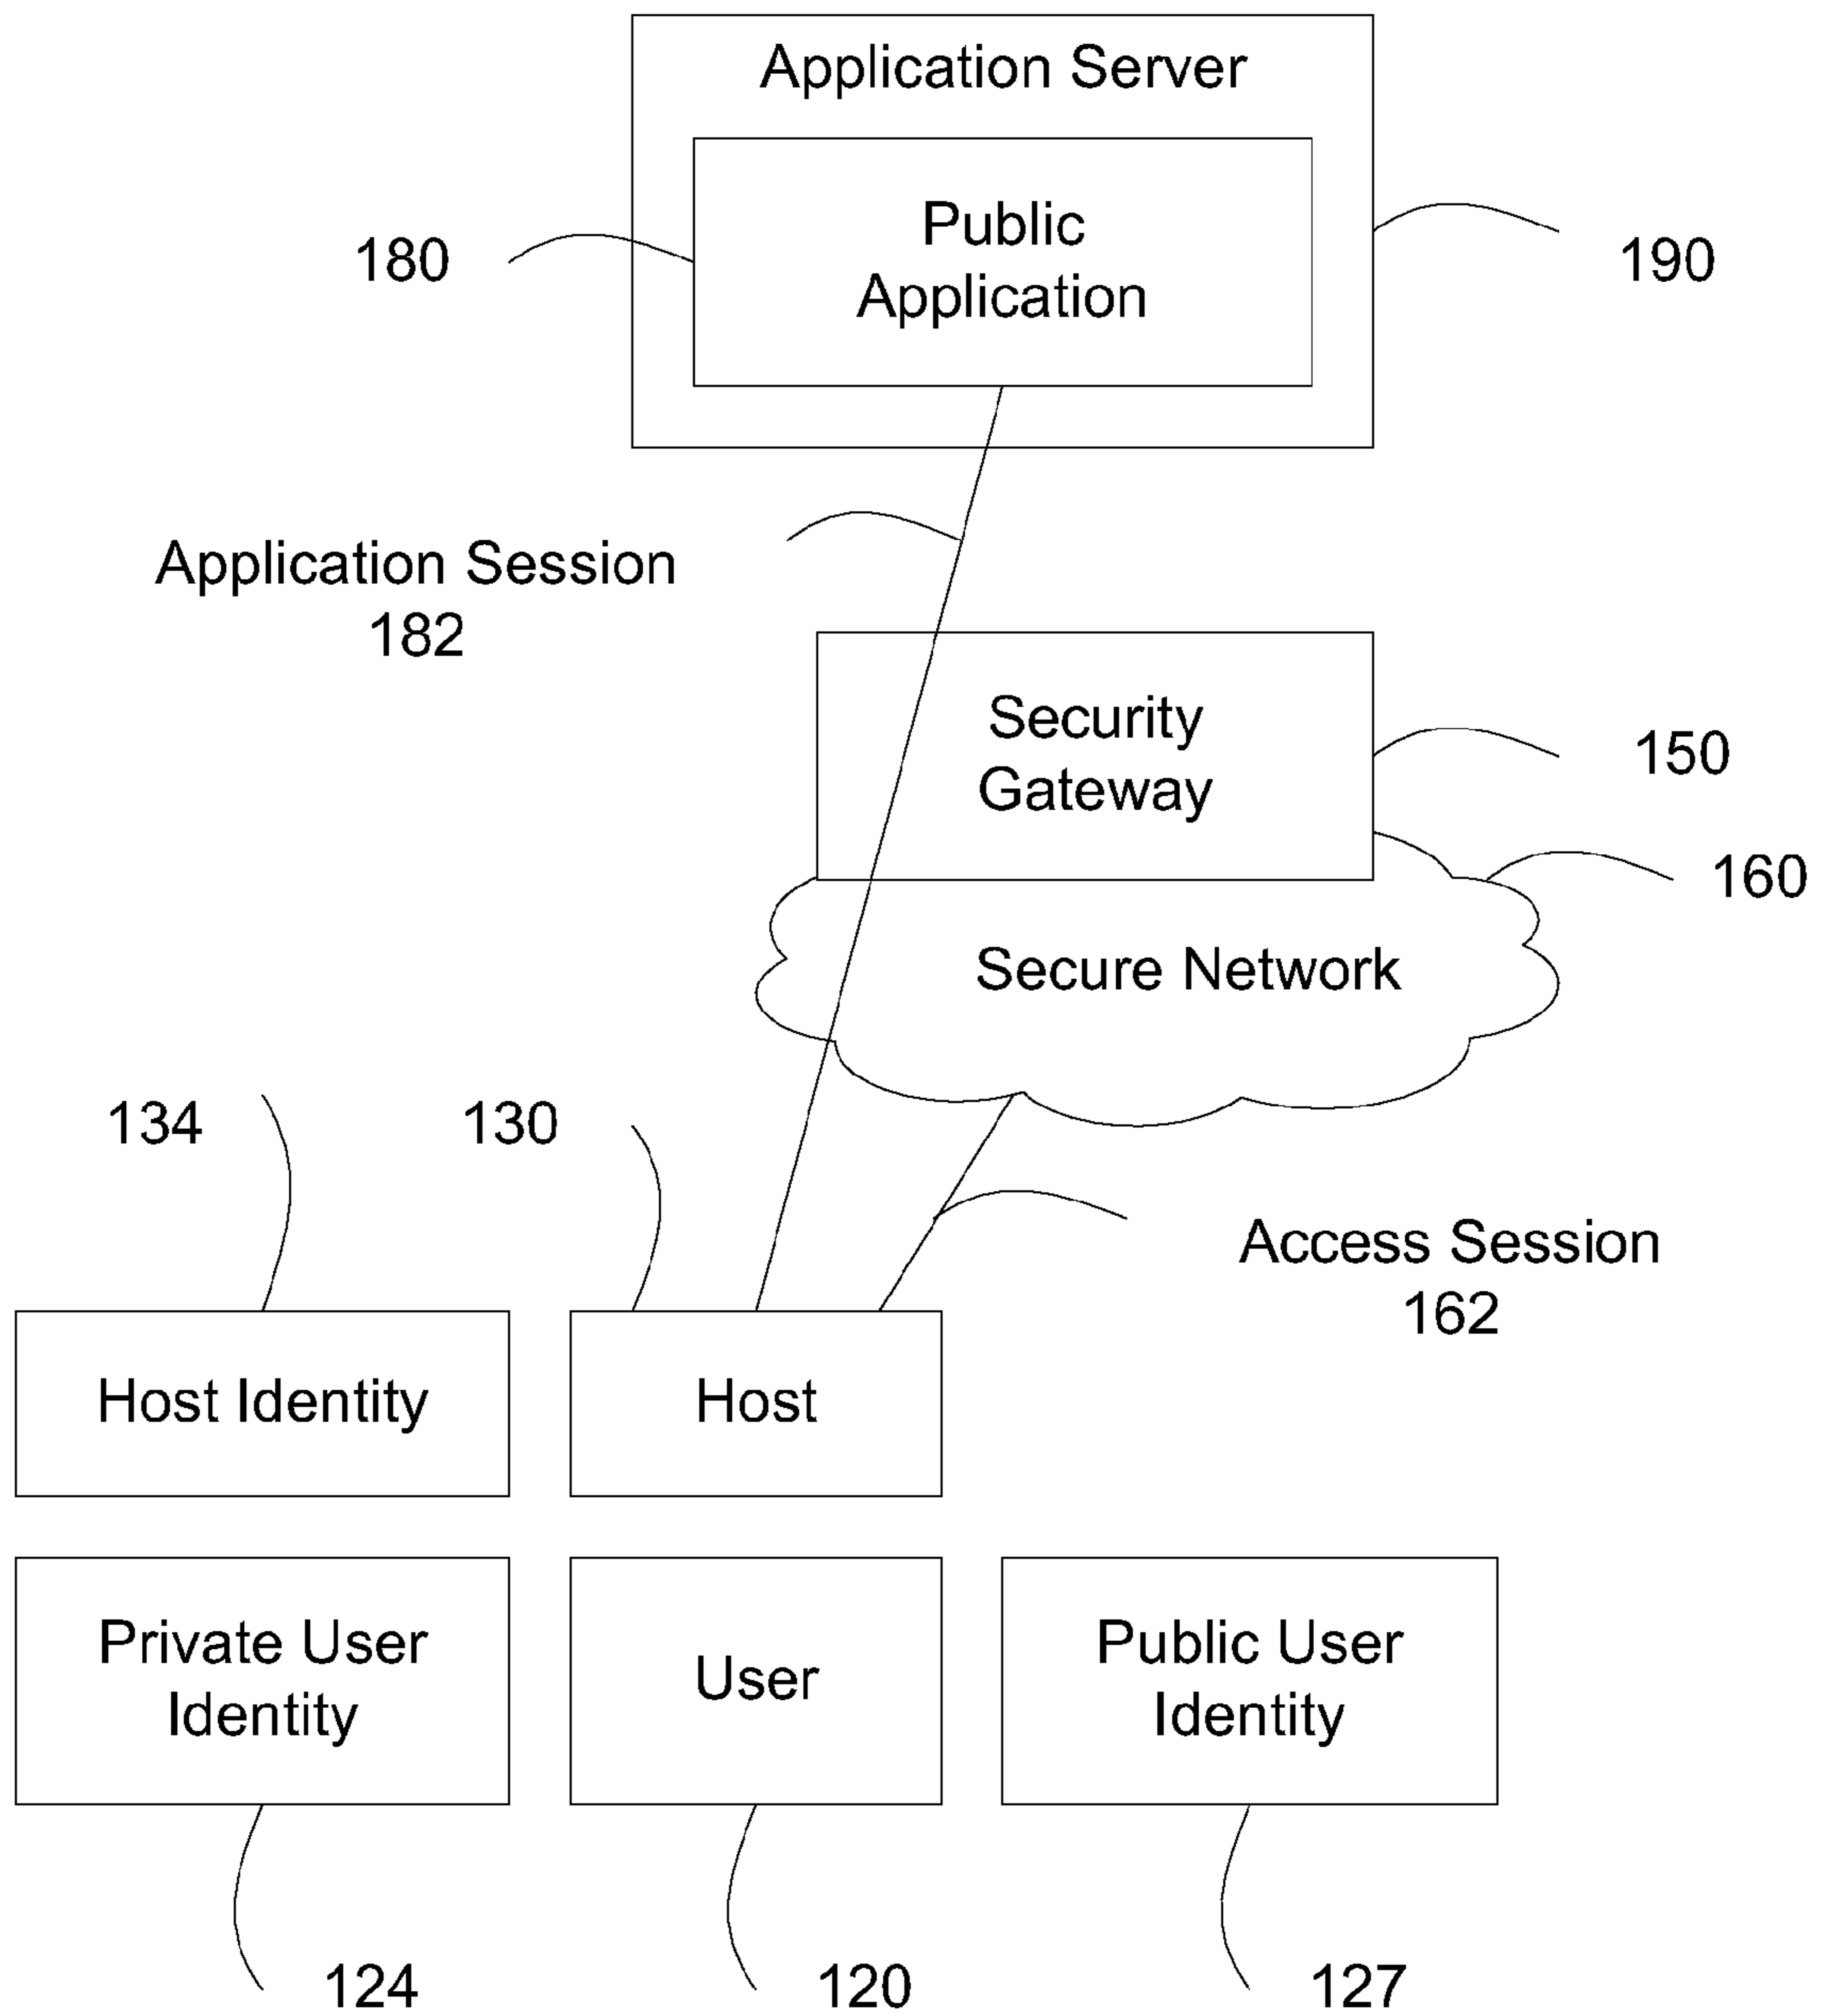 Application Server
Public
Application
180
190
Application Session
182
Security
Gateway
150
160
Secure Network
134
130
Access Session
162
Host Identity
Host
Private User
Identity
User
Public User
Identity
124
120
127